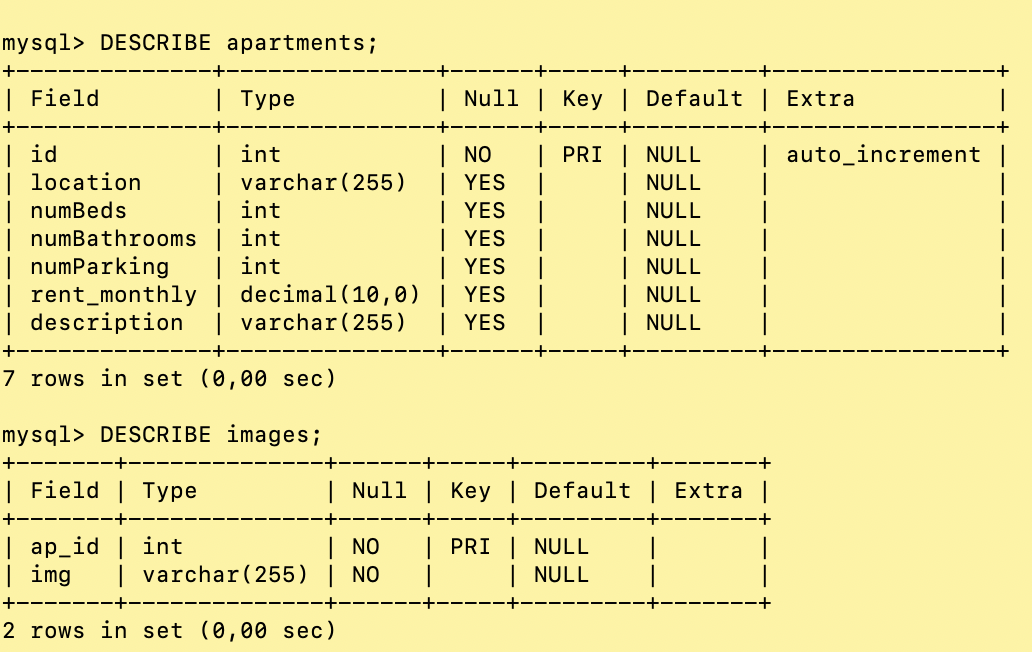 mysql> DESCRIBE apartments;
+---------------+---------------+------+-----+---------+----------------+
| Field         | Type          | Null | Key | Default | Extra          |
+---------------+---------------+------+-----+---------+----------------+
| id            | int           | NO   | PRI | NULL    | auto_increment |
| location      | varchar(255)  | YES  |     | NULL    |                |
| numBeds       | int           | YES  |     | NULL    |                |
| numBathrooms  | int           | YES  |     | NULL    |                |
| numParking    | int           | YES  |     | NULL    |                |
| rent_monthly  | decimal(10,0) | YES  |     | NULL    |                |
| description   | varchar(255)  | YES  |     | NULL    |                |
+---------------+---------------+------+-----+---------+----------------+
7 rows in set (0,00 sec)
mysql> DESCRIBE images;
+-------+--------------+------+-----+---------+-------+
| Field | Type         | Null | Key | Default | Extra |
+-------+--------------+------+-----+---------+-------+
| ap_id | int          | NO   | PRI | NULL    |       |
| img   | varchar(255) | NO   |     | NULL    |       |
+-------+--------------+------+-----+---------+-------+
2 rows in set (0,00 sec)